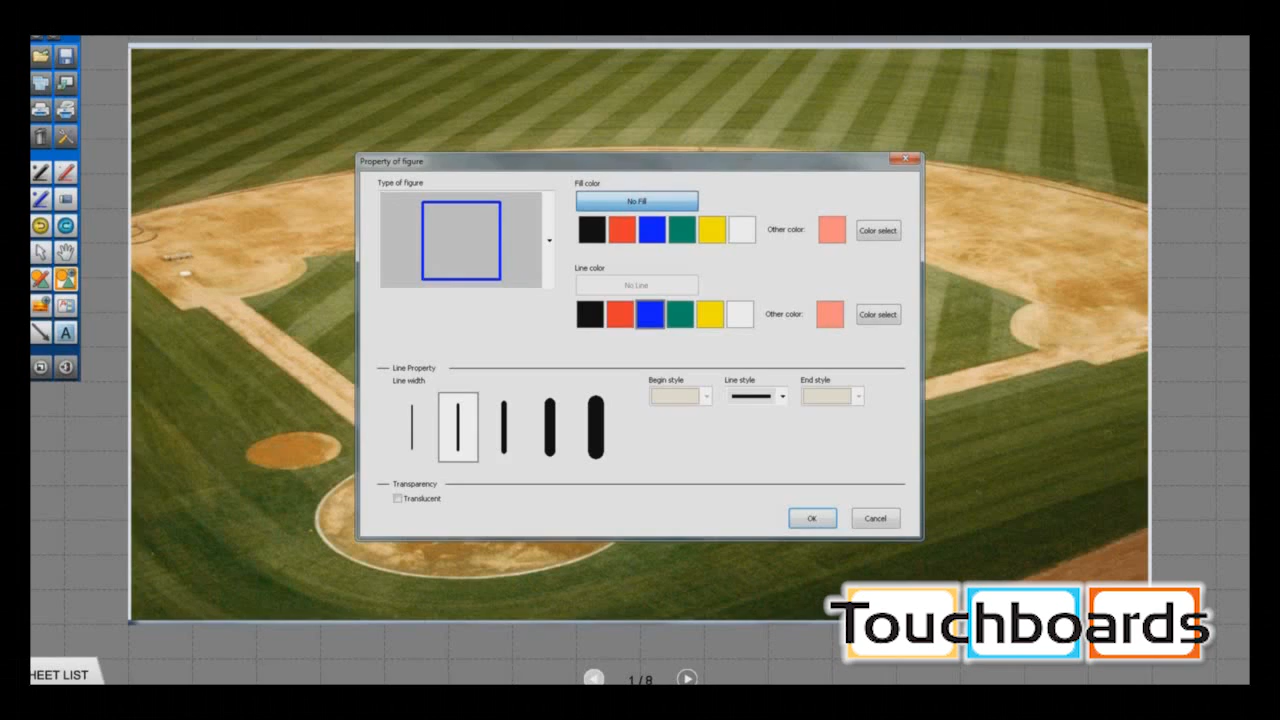 Property of figure
Type of figure
Fill color
No Fill
Other color:
Color select
Line color
No Line
Other color:
Color select
Line Property
Line width
Begin style
Line style
End style
Transparency
Translucent
OK
Cancel
A
Touchboards
HEET LIST
1 / 8